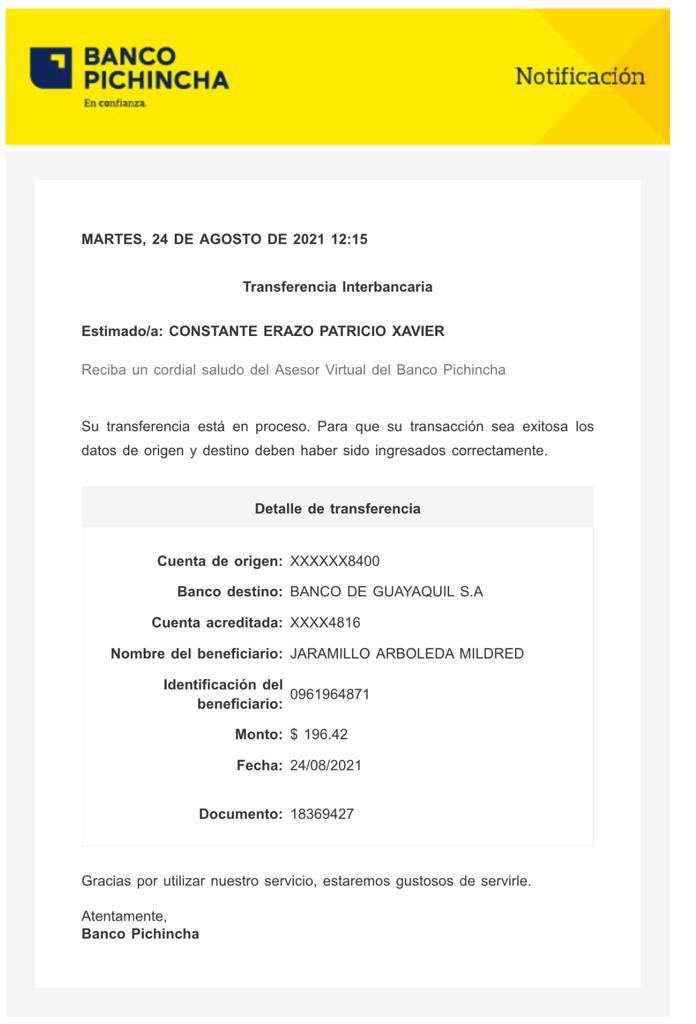 BANCO
PICHINCHA
En confianza.
Notificación
MARTES, 24 DE AGOSTO DE 2021 12:15
Transferencia Interbancaria
Estimado/a: CONSTANTE ERAZO PATRICIO XAVIER
Reciba un cordial saludo del Asesor Virtual del Banco Pichincha
Su transferencia está en proceso. Para que su transacción sea exitosa los
datos de origen y destino deben haber sido ingresados correctamente.
Detalle de transferencia
Cuenta de origen: XXXXXX8400
Banco destino: BANCO DE GUAYAQUIL S.A
Cuenta acreditada: XXXX4816
Nombre del beneficiario: JARAMILLO ARBOLEDA MILDRED
Identificación del
beneficiario: 0961964871
Monto: $ 196.42
Fecha: 24/08/2021
Documento: 18369427
Gracias por utilizar nuestro servicio, estaremos gustosos de servirle.
Atentamente,
Banco Pichincha